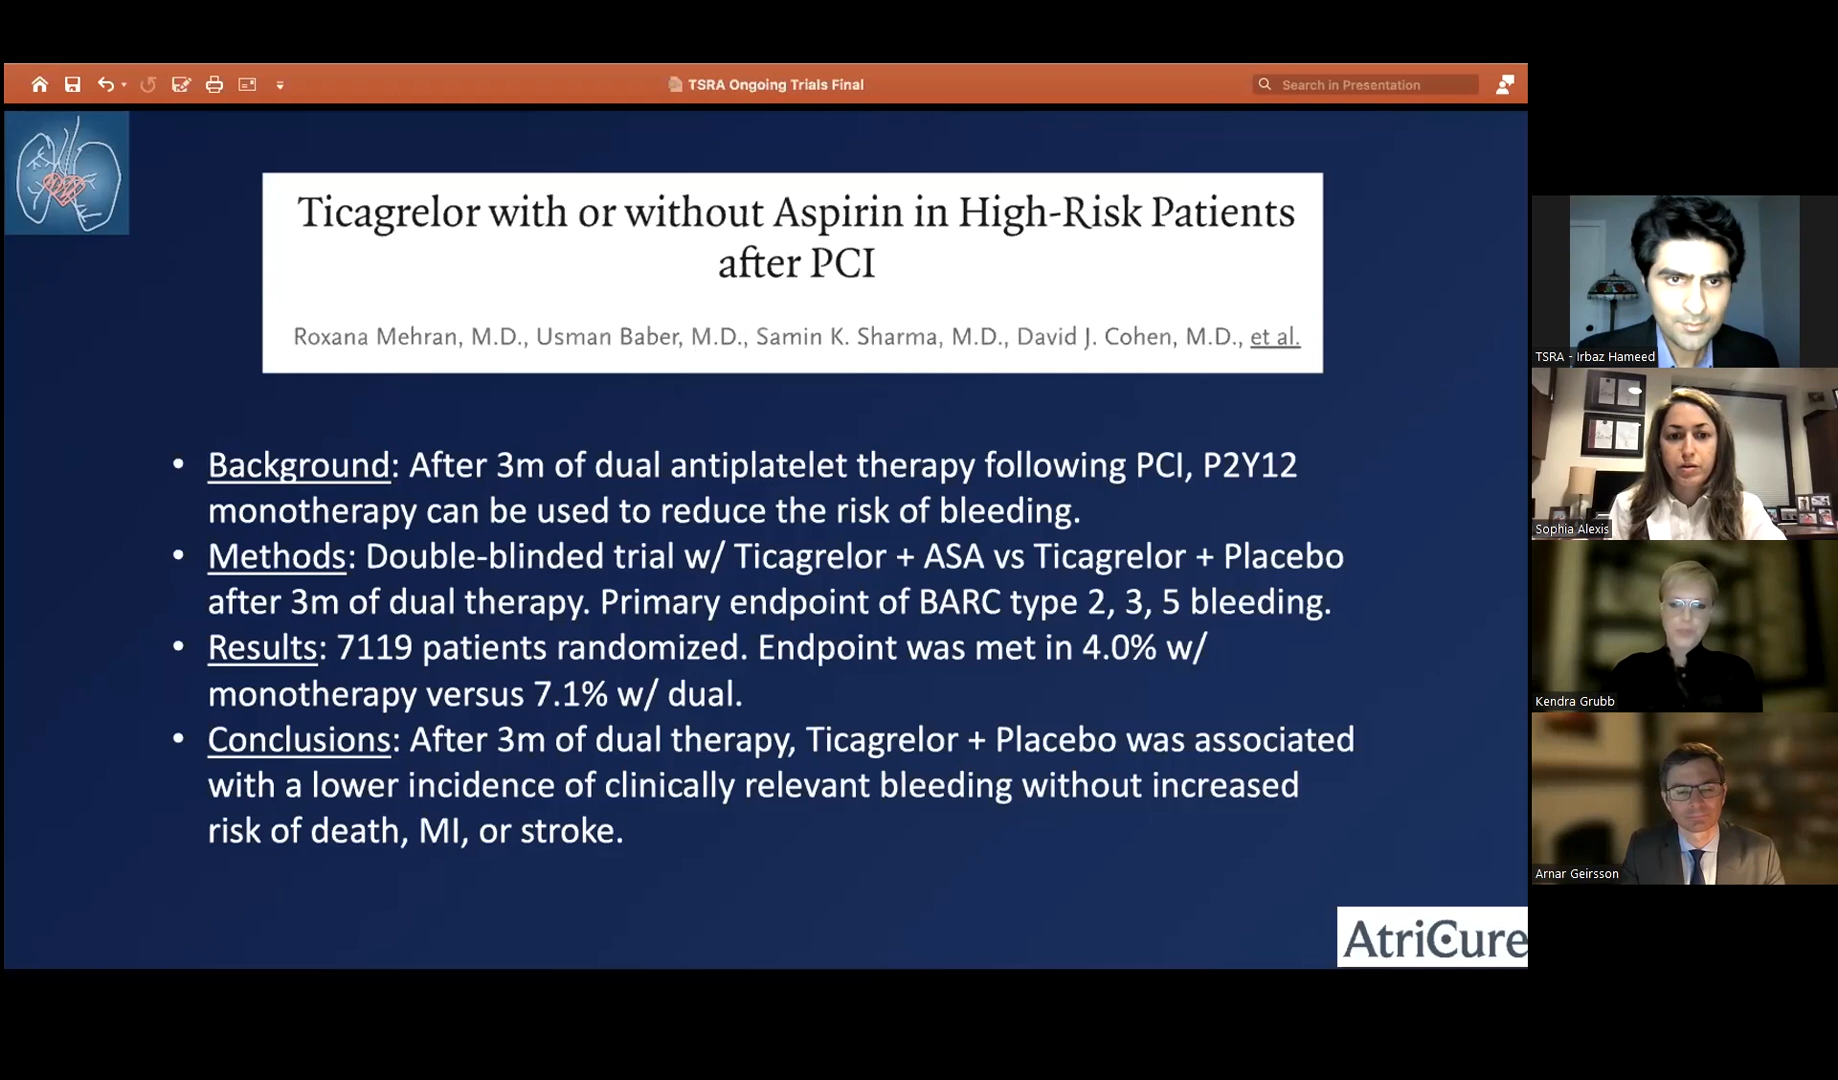 TSRA Ongoing Trials Final
Search in Presentation
Ticagrelor with or without Aspirin in High-Risk Patients
after PCI
Roxana Mehran, M.D., Usman Baber, M.D., Samin K. Sharma, M.D., David J. Cohen, M.D., et al.
• Background: After 3m of dual antiplatelet therapy following PCI, P2Y12
monotherapy can be used to reduce the risk of bleeding.
• Methods: Double-blinded trial w/ Ticagrelor + ASA vs Ticagrelor + Placebo
after 3m of dual therapy. Primary endpoint of BARC type 2, 3, 5 bleeding.
• Results: 7119 patients randomized. Endpoint was met in 4.0% w/
monotherapy versus 7.1% w/ dual.
• Conclusions: After 3m of dual therapy, Ticagrelor + Placebo was associated
with a lower incidence of clinically relevant bleeding without increased
risk of death, MI, or stroke.
AtriCure
TSRA - Irbaz Hameed
Sophia Alexis
Kendra Grubb
Arnar Geirsson